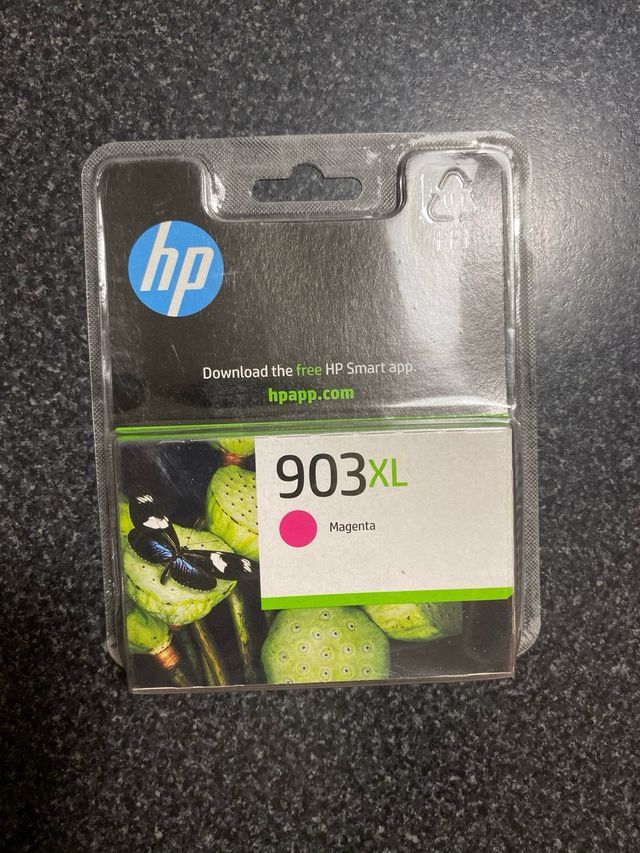 hp
Download the free HP Smart app.
hpapp.com
903XL
Magenta